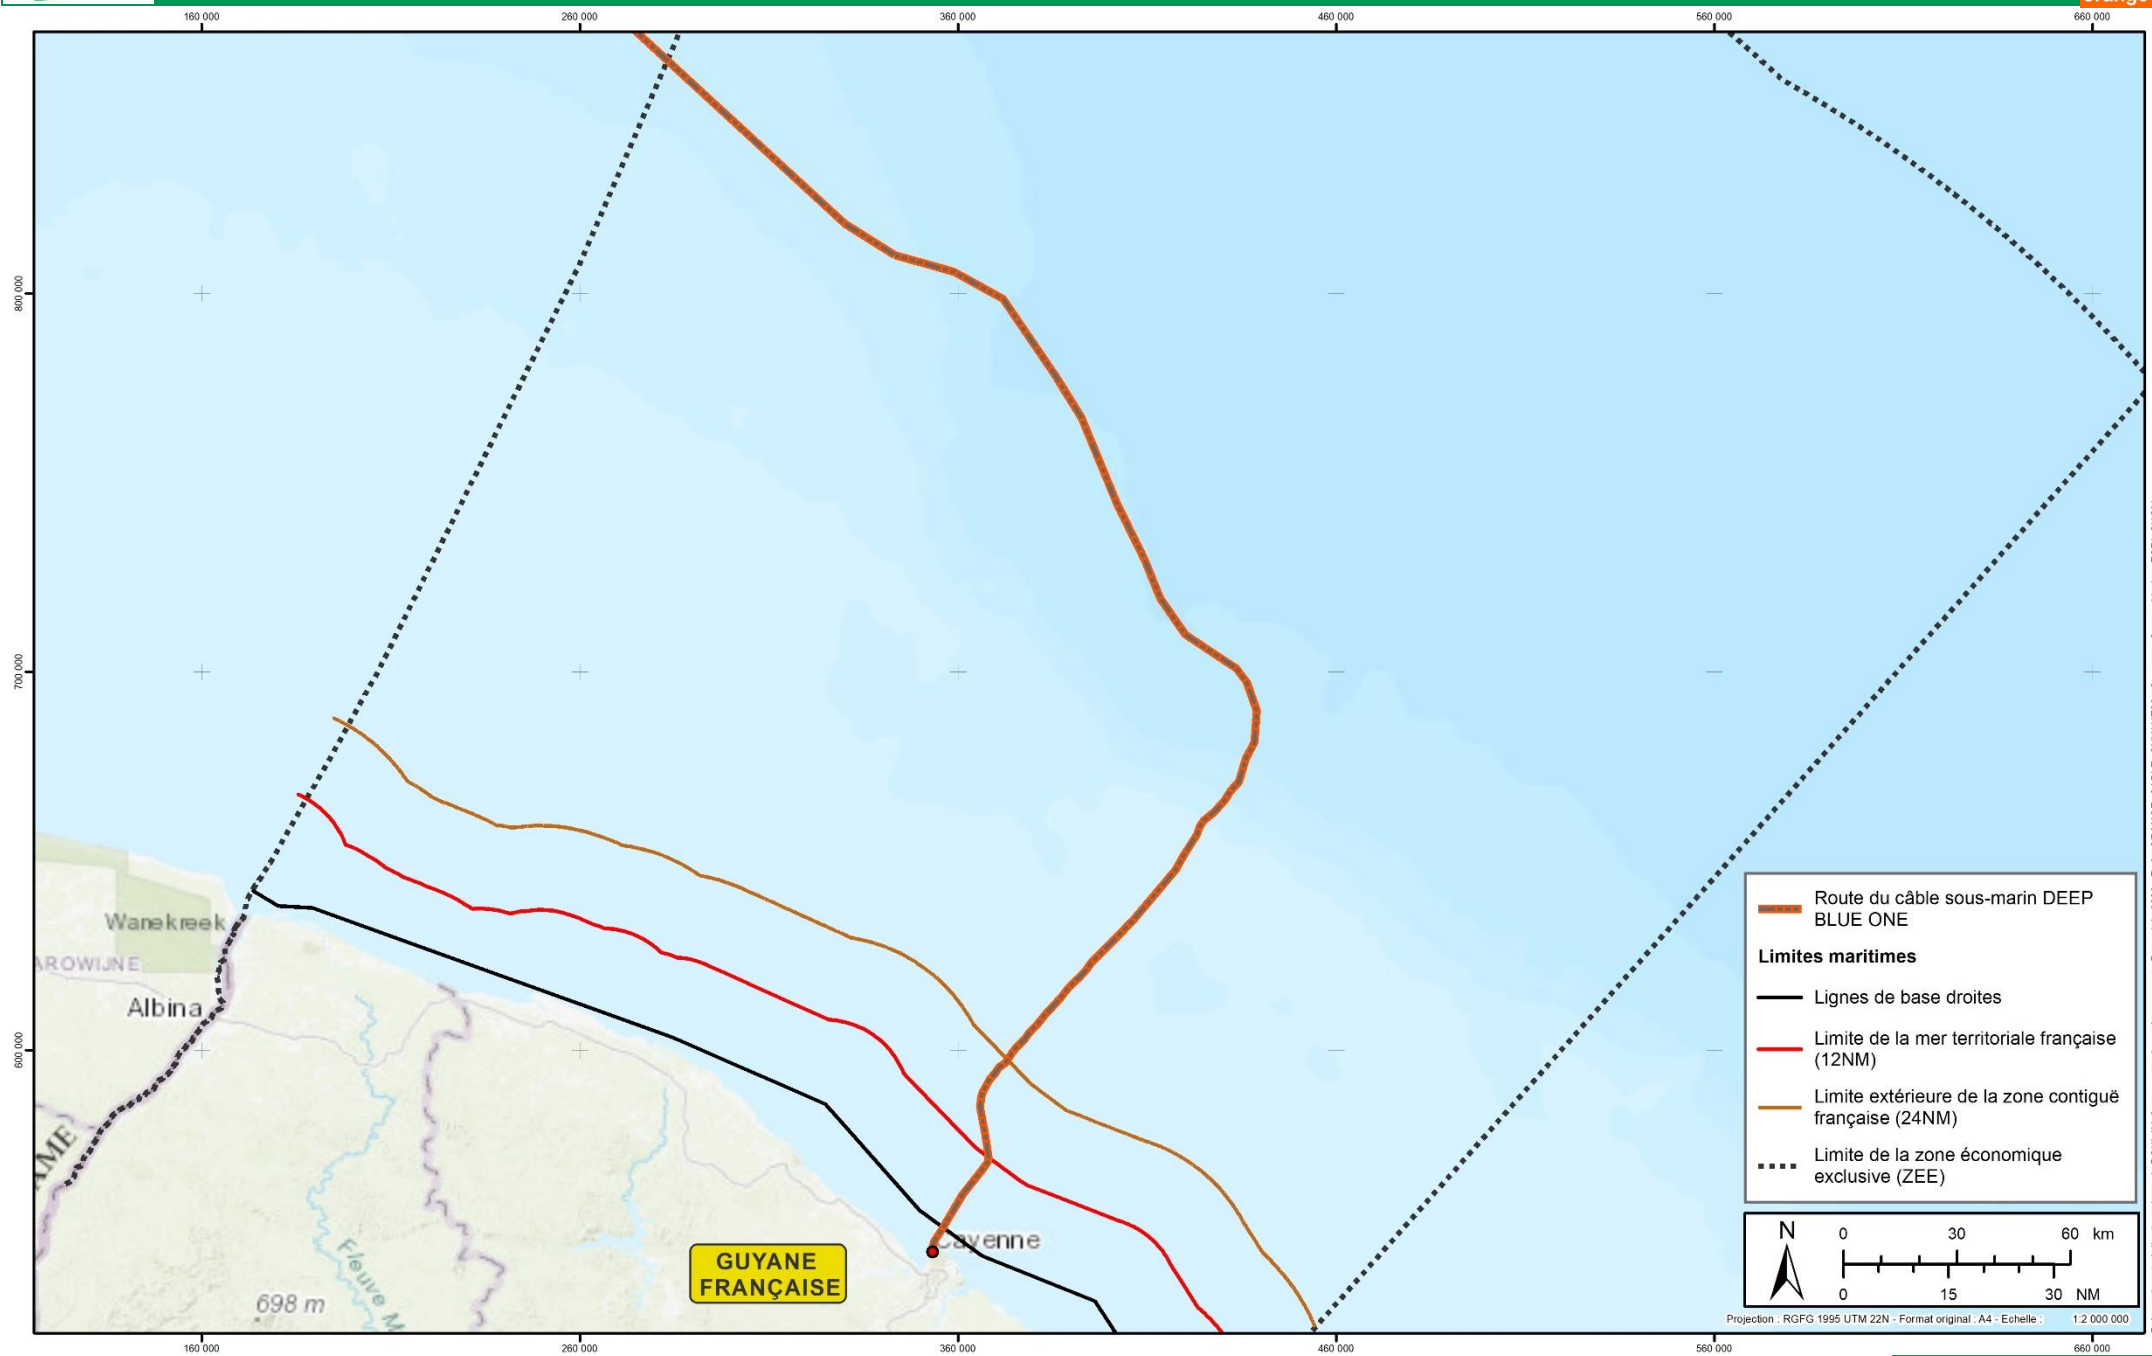 orange
160 000
260 000
360 000
460 000
560 000
660 000
800 000
700 000
600 000
Wanekreek
AROWIJNE
Albina
AME
Fleuve M
698 m
Cayenne
GUYANE
FRANÇAISE
Route du câble sous-marin DEEP
BLUE ONE
Limites maritimes
Lignes de base droites
Limite de la mer territoriale française
(12NM)
Limite extérieure de la zone contiguë
française (24NM)
Limite de la zone économique
exclusive (ZEE)
N
0 30 60 km
0 15 30 NM
Projection : RGFG 1995 UTM 22N - Format original : A4 - Echelle : 1:2 000 000
160 000
260 000
360 000
460 000
560 000
660 000